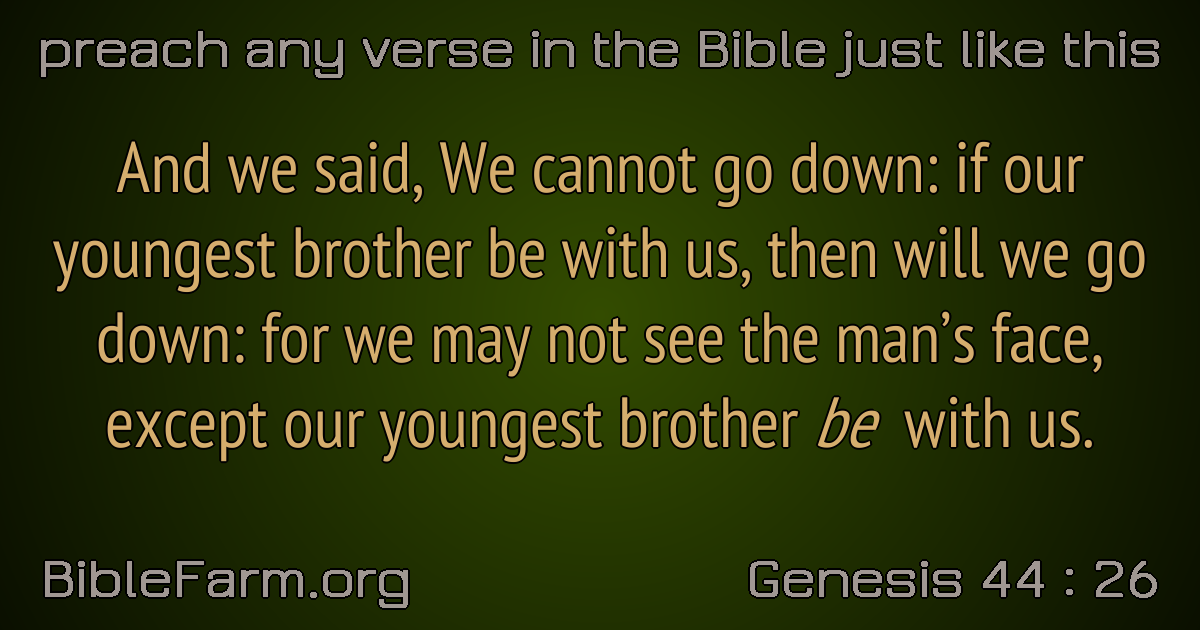 preach any verse in the Bible just like this
And we said, We cannot go down: if our
youngest brother be with us, then will we go
down: for we may not see the man’s face,
except our youngest brother be with us.
BibleFarm.org
Genesis 44 : 26